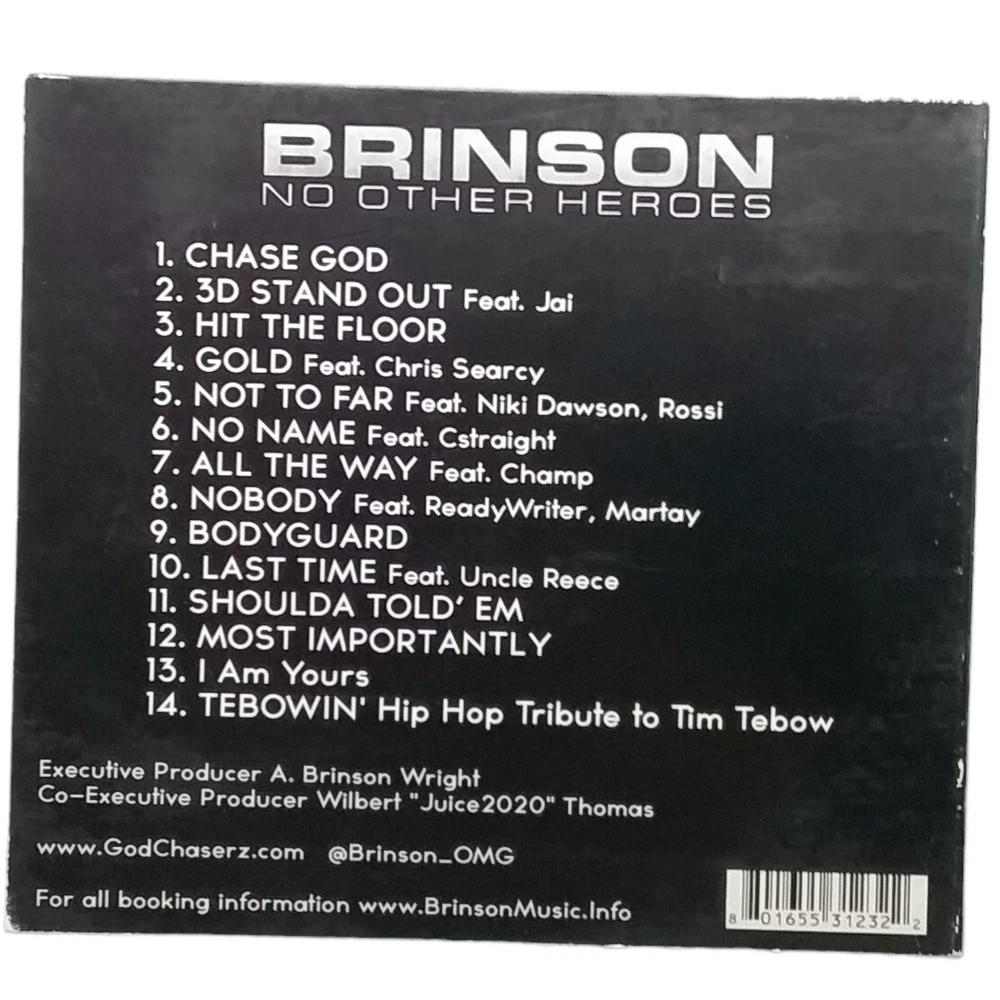 BRINSON
NO OTHER HEROES
1. CHASE GOD
2. 3D STAND OUT Feat. Jai
3. HIT THE FLOOR
4. GOLD Feat. Chris Searcy
5. NOT TO FAR Feat. Niki Dawson, Rossi
6. NO NAME Feat. Cstraight
7. ALL THE WAY Feat. Champ
8. NOBODY Feat. ReadyWriter, Martay
9. BODYGUARD
10. LAST TIME Feat. Uncle Reece
11. SHOULDA TOLD' EM
12. MOST IMPORTANTLY
13. I Am Yours
14. TEBOWIN' Hip Hop Tribute to Tim Tebow
Executive Producer A. Brinson Wright
Co-Executive Producer Wilbert "Juice2020" Thomas
www.GodChaserz.com @Brinson_OMG
For all booking information www.BrinsonMusic.Info
8 01655 31232 2